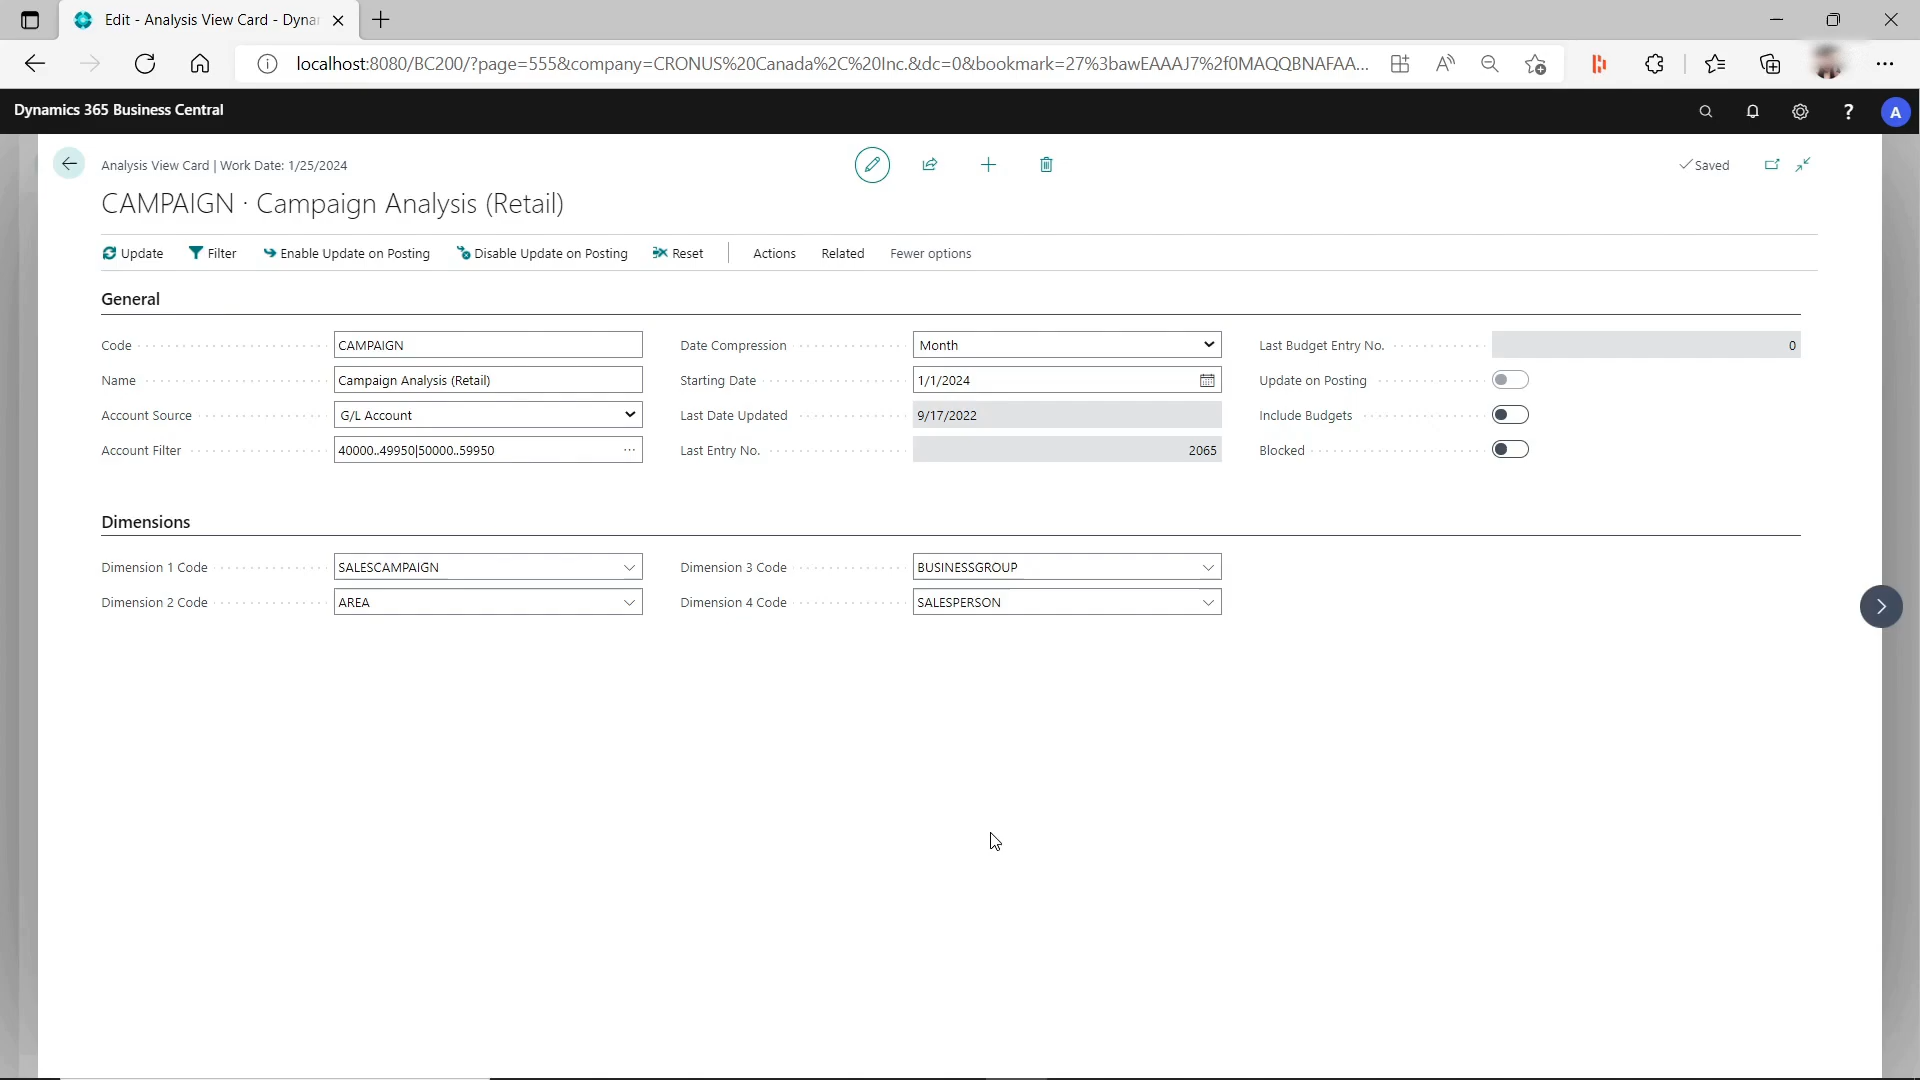 Edit - Analysis View Card - Dyna
localhost:8080/BC200/?page=555&company=CRONUS%20Canada%2C%20Inc.&dc=0&bookmark=27%3bawEAAAJ7%2f0MAQQBNAFAA...
Dynamics 365 Business Central
A
Analysis View Card | Work Date: 1/25/2024
Saved
CAMPAIGN · Campaign Analysis (Retail)
Update Filter Enable Update on Posting Disable Update on Posting Reset Actions Related Fewer options
General
Code CAMPAIGN Date Compression Month Last Budget Entry No. 0
Name Campaign Analysis (Retail) Starting Date 1/1/2024 Update on Posting
Account Source G/L Account Last Date Updated 9/17/2022 Include Budgets
Account Filter 40000..49950|50000..59950 ... Last Entry No. 2065 Blocked
Dimensions
Dimension 1 Code SALESCAMPAIGN Dimension 3 Code BUSINESSGROUP
Dimension 2 Code AREA Dimension 4 Code SALESPERSON